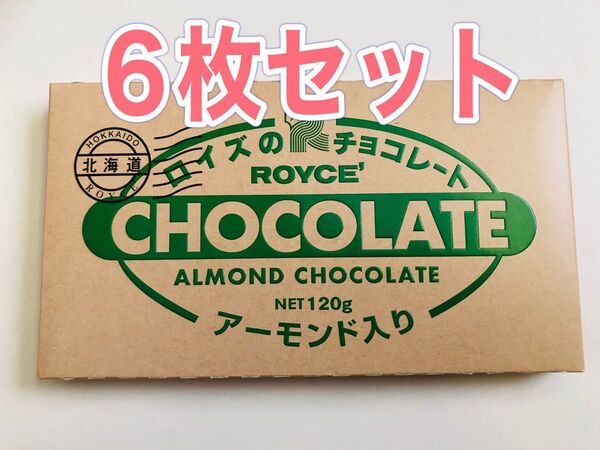 6枚セット
HOKKAIDO
北海道
ROYCE'
ロイズのチョコレート
ROYCE'
CHOCOLATE
ALMOND CHOCOLATE
NET120g
アーモンド入り